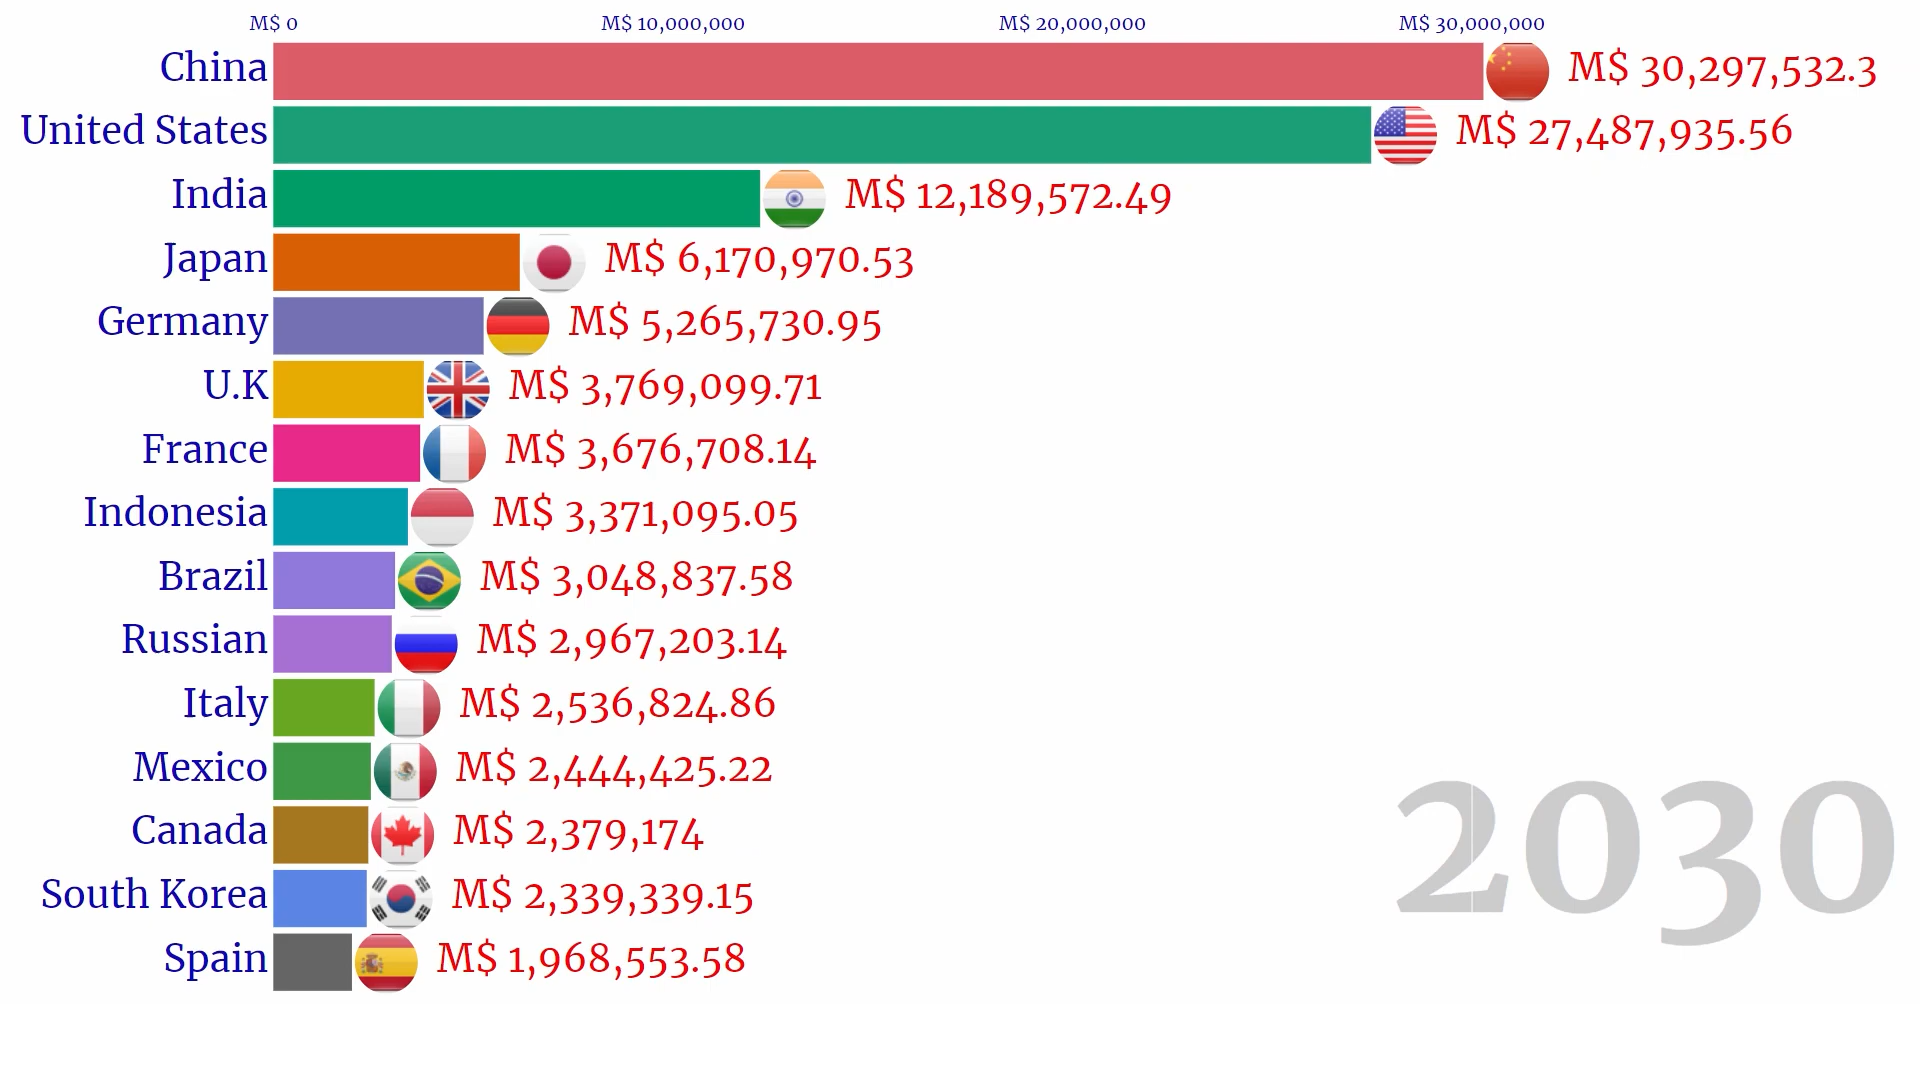 M$ 0 M$ 10,000,000 M$ 20,000,000 M$ 30,000,000
China M$ 30,297,532.3
United States M$ 27,487,935.56
India M$ 12,189,572.49
Japan M$ 6,170,970.53
Germany M$ 5,265,730.95
U.K M$ 3,769,099.71
France M$ 3,676,708.14
Indonesia M$ 3,371,095.05
Brazil M$ 3,048,837.58
Russian M$ 2,967,203.14
Italy M$ 2,536,824.86
Mexico M$ 2,444,425.22
Canada M$ 2,379,174
South Korea M$ 2,339,339.15
Spain M$ 1,968,553.58
2030